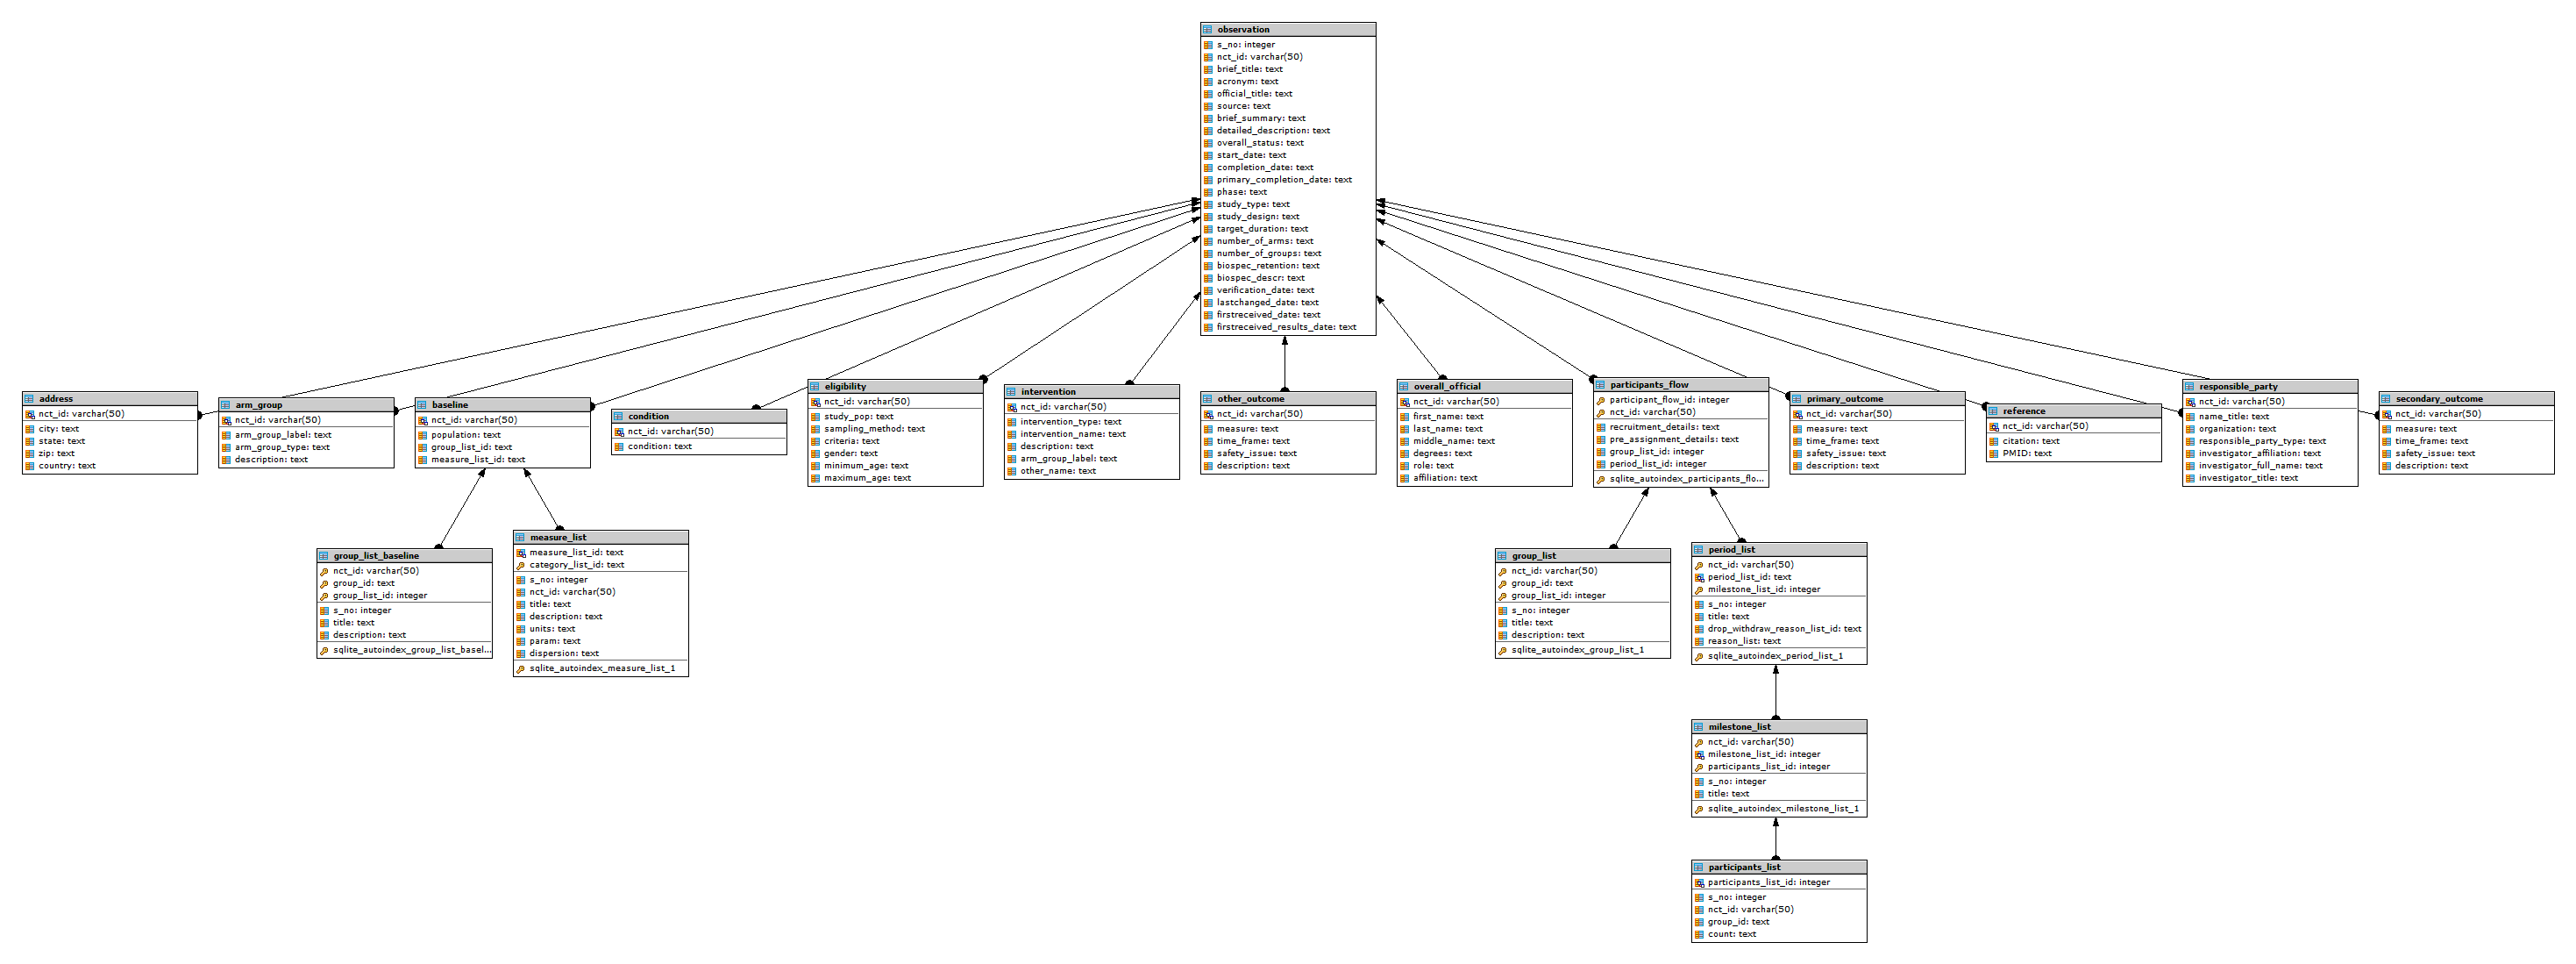 observation
s_no: integer
nct_id: varchar(50)
brief_title: text
acronym: text
official_title: text
source: text
brief_summary: text
detailed_description: text
overall_status: text
start_date: text
completion_date: text
primary_completion_date: text
phase: text
study_type: text
study_design: text
target_duration: text
number_of_arms: text
number_of_groups: text
biospec_retention: text
biospec_descr: text
verification_date: text
lastchanged_date: text
firstreceived_date: text
firstreceived_results_date: text
address
nct_id: varchar(50)
city: text
state: text
zip: text
country: text
arm_group
nct_id: varchar(50)
arm_group_label: text
arm_group_type: text
description: text
baseline
nct_id: varchar(50)
population: text
group_list_id: text
measure_list_id: text
condition
nct_id: varchar(50)
condition: text
eligibility
nct_id: varchar(50)
study_pop: text
sampling_method: text
criteria: text
gender: text
minimum_age: text
maximum_age: text
intervention
nct_id: varchar(50)
intervention_type: text
intervention_name: text
description: text
arm_group_label: text
other_name: text
other_outcome
nct_id: varchar(50)
measure: text
time_frame: text
safety_issue: text
description: text
overall_official
nct_id: varchar(50)
first_name: text
last_name: text
middle_name: text
degrees: text
role: text
affiliation: text
participants_flow
participant_flow_id: integer
nct_id: varchar(50)
recruitment_details: text
pre_assignment_details: text
group_list_id: integer
period_list_id: integer
sqlite_autoindex_participants_flo...
primary_outcome
nct_id: varchar(50)
measure: text
time_frame: text
safety_issue: text
description: text
reference
nct_id: varchar(50)
citation: text
PMID: text
responsible_party
nct_id: varchar(50)
name_title: text
organization: text
responsible_party_type: text
investigator_affiliation: text
investigator_full_name: text
investigator_title: text
secondary_outcome
nct_id: varchar(50)
measure: text
time_frame: text
safety_issue: text
description: text
group_list_baseline
nct_id: varchar(50)
group_id: text
group_list_id: integer
s_no: integer
title: text
description: text
sqlite_autoindex_group_list_basel...
measure_list
measure_list_id: text
category_list_id: text
s_no: integer
nct_id: varchar(50)
title: text
description: text
units: text
param: text
dispersion: text
sqlite_autoindex_measure_list_1
group_list
nct_id: varchar(50)
group_id: text
group_list_id: integer
s_no: integer
title: text
description: text
sqlite_autoindex_group_list_1
period_list
nct_id: varchar(50)
period_list_id: text
milestone_list_id: integer
s_no: integer
title: text
drop_withdraw_reason_list_id: text
reason_list: text
sqlite_autoindex_period_list_1
milestone_list
nct_id: varchar(50)
milestone_list_id: integer
participants_list_id: integer
s_no: integer
title: text
sqlite_autoindex_milestone_list_1
participants_list
participants_list_id: integer
s_no: integer
nct_id: varchar(50)
group_id: text
count: text